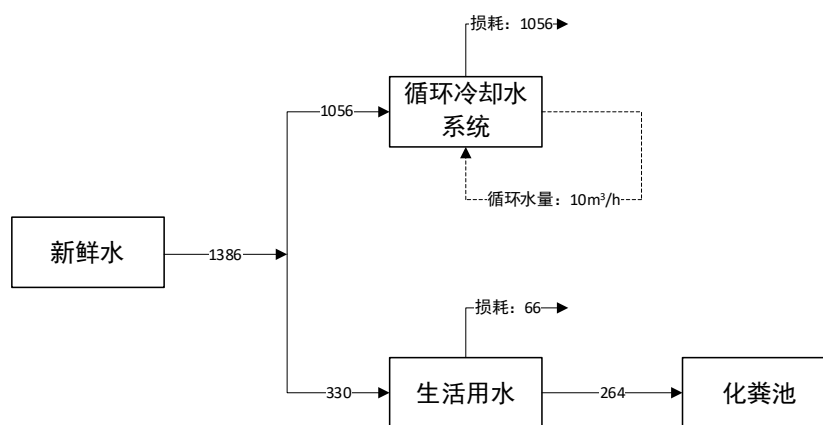 损耗：1056
循环冷却水
系统
1056
循环水量：10m³/h
新鲜水
1386
损耗：66
330
生活用水
264
化粪池